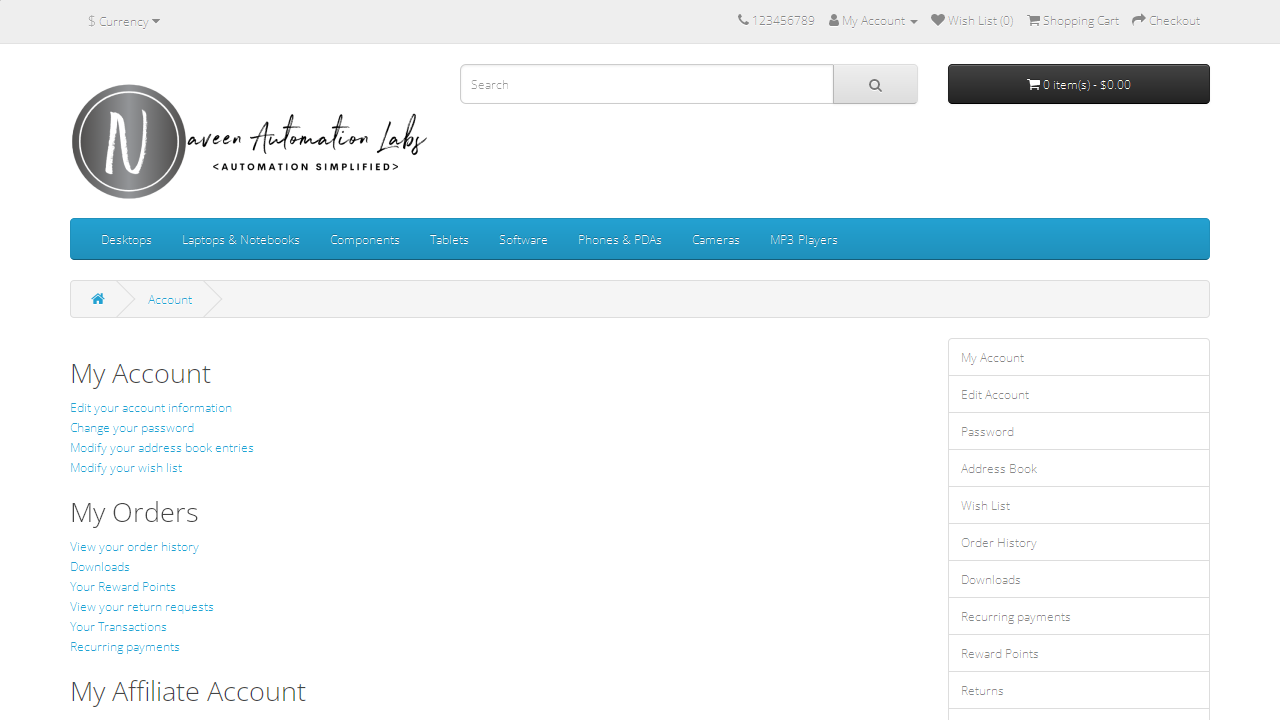 $ Currency
123456789 My Account Wish List (0) Shopping Cart Checkout
Search
0 item(s) - $0.00
N
aveen Automation Labs
<AUTOMATION SIMPLIFIED>
Desktops Laptops & Notebooks Components Tablets Software Phones & PDAs Cameras MP3 Players
Account
My Account
Edit your account information
Change your password
Modify your address book entries
Modify your wish list
My Orders
View your order history
Downloads
Your Reward Points
View your return requests
Your Transactions
Recurring payments
My Affiliate Account
My Account
Edit Account
Password
Address Book
Wish List
Order History
Downloads
Recurring payments
Reward Points
Returns